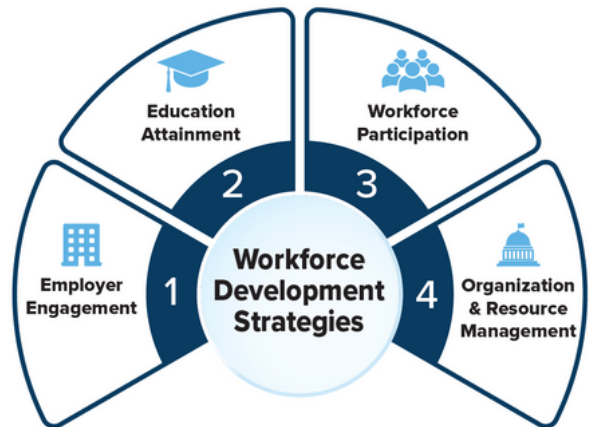 Education
Attainment
Workforce
Participation
2
3
Employer
Engagement
1
Workforce
Development
Strategies
4
Organization
& Resource
Management